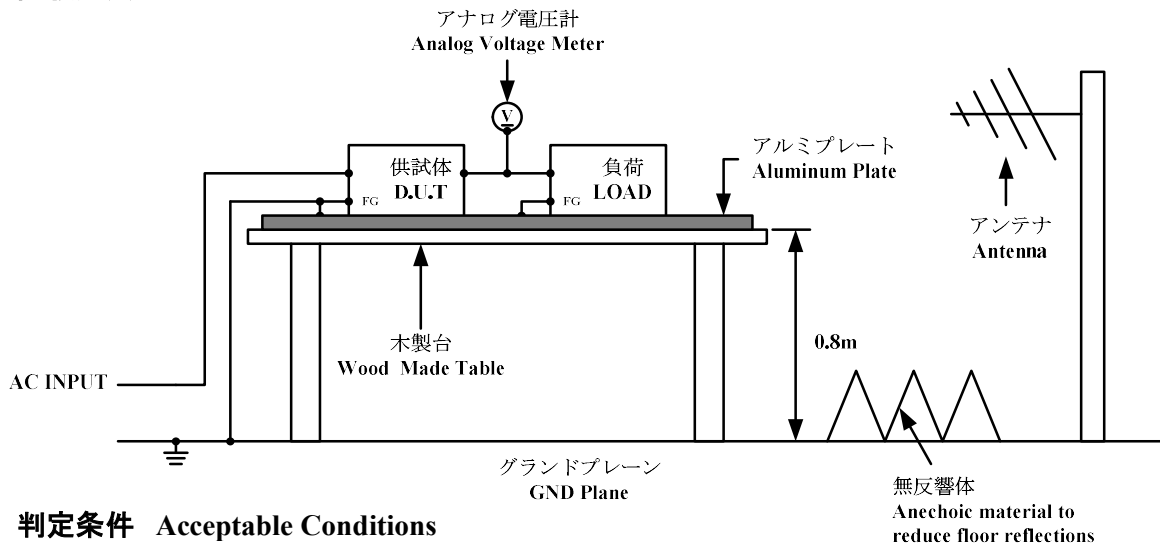 アナログ電圧計
Analog Voltage Meter
V
供試体
D.U.T
FG
負荷
LOAD
FG
アルミプレート
Aluminum Plate
アンテナ
Antenna
木製台
Wood Made Table
0.8m
AC INPUT
グランドプレーン
GND Plane
無反響体
Anechoic material to
reduce floor reflections
判定条件 Acceptable Conditions